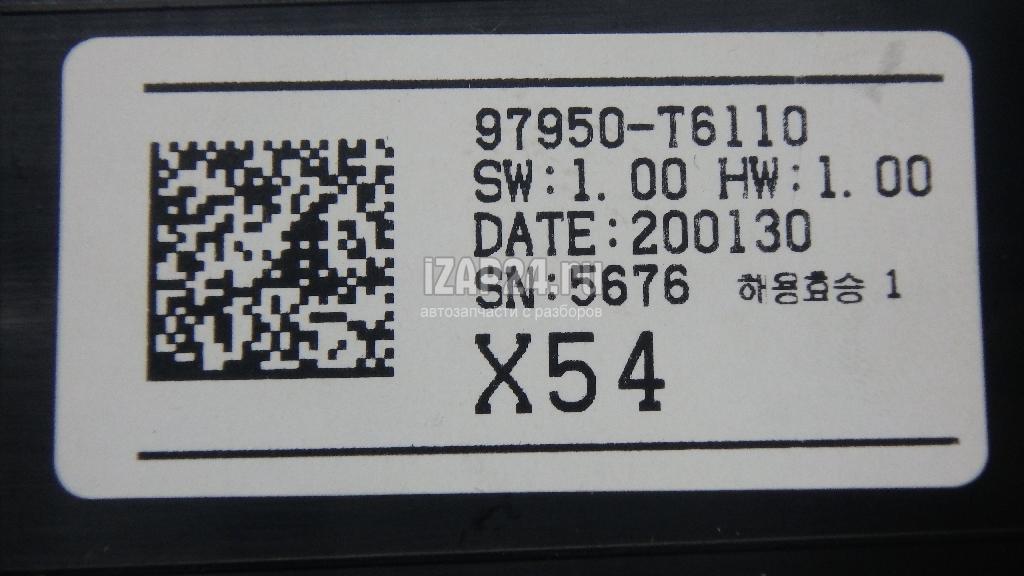 97950-T6110
SW:1. 00 HW:1. 00
DATE:200130
SN:5676 하용효승 1
iZAP24.ru
автозапчасти с разборов
X54